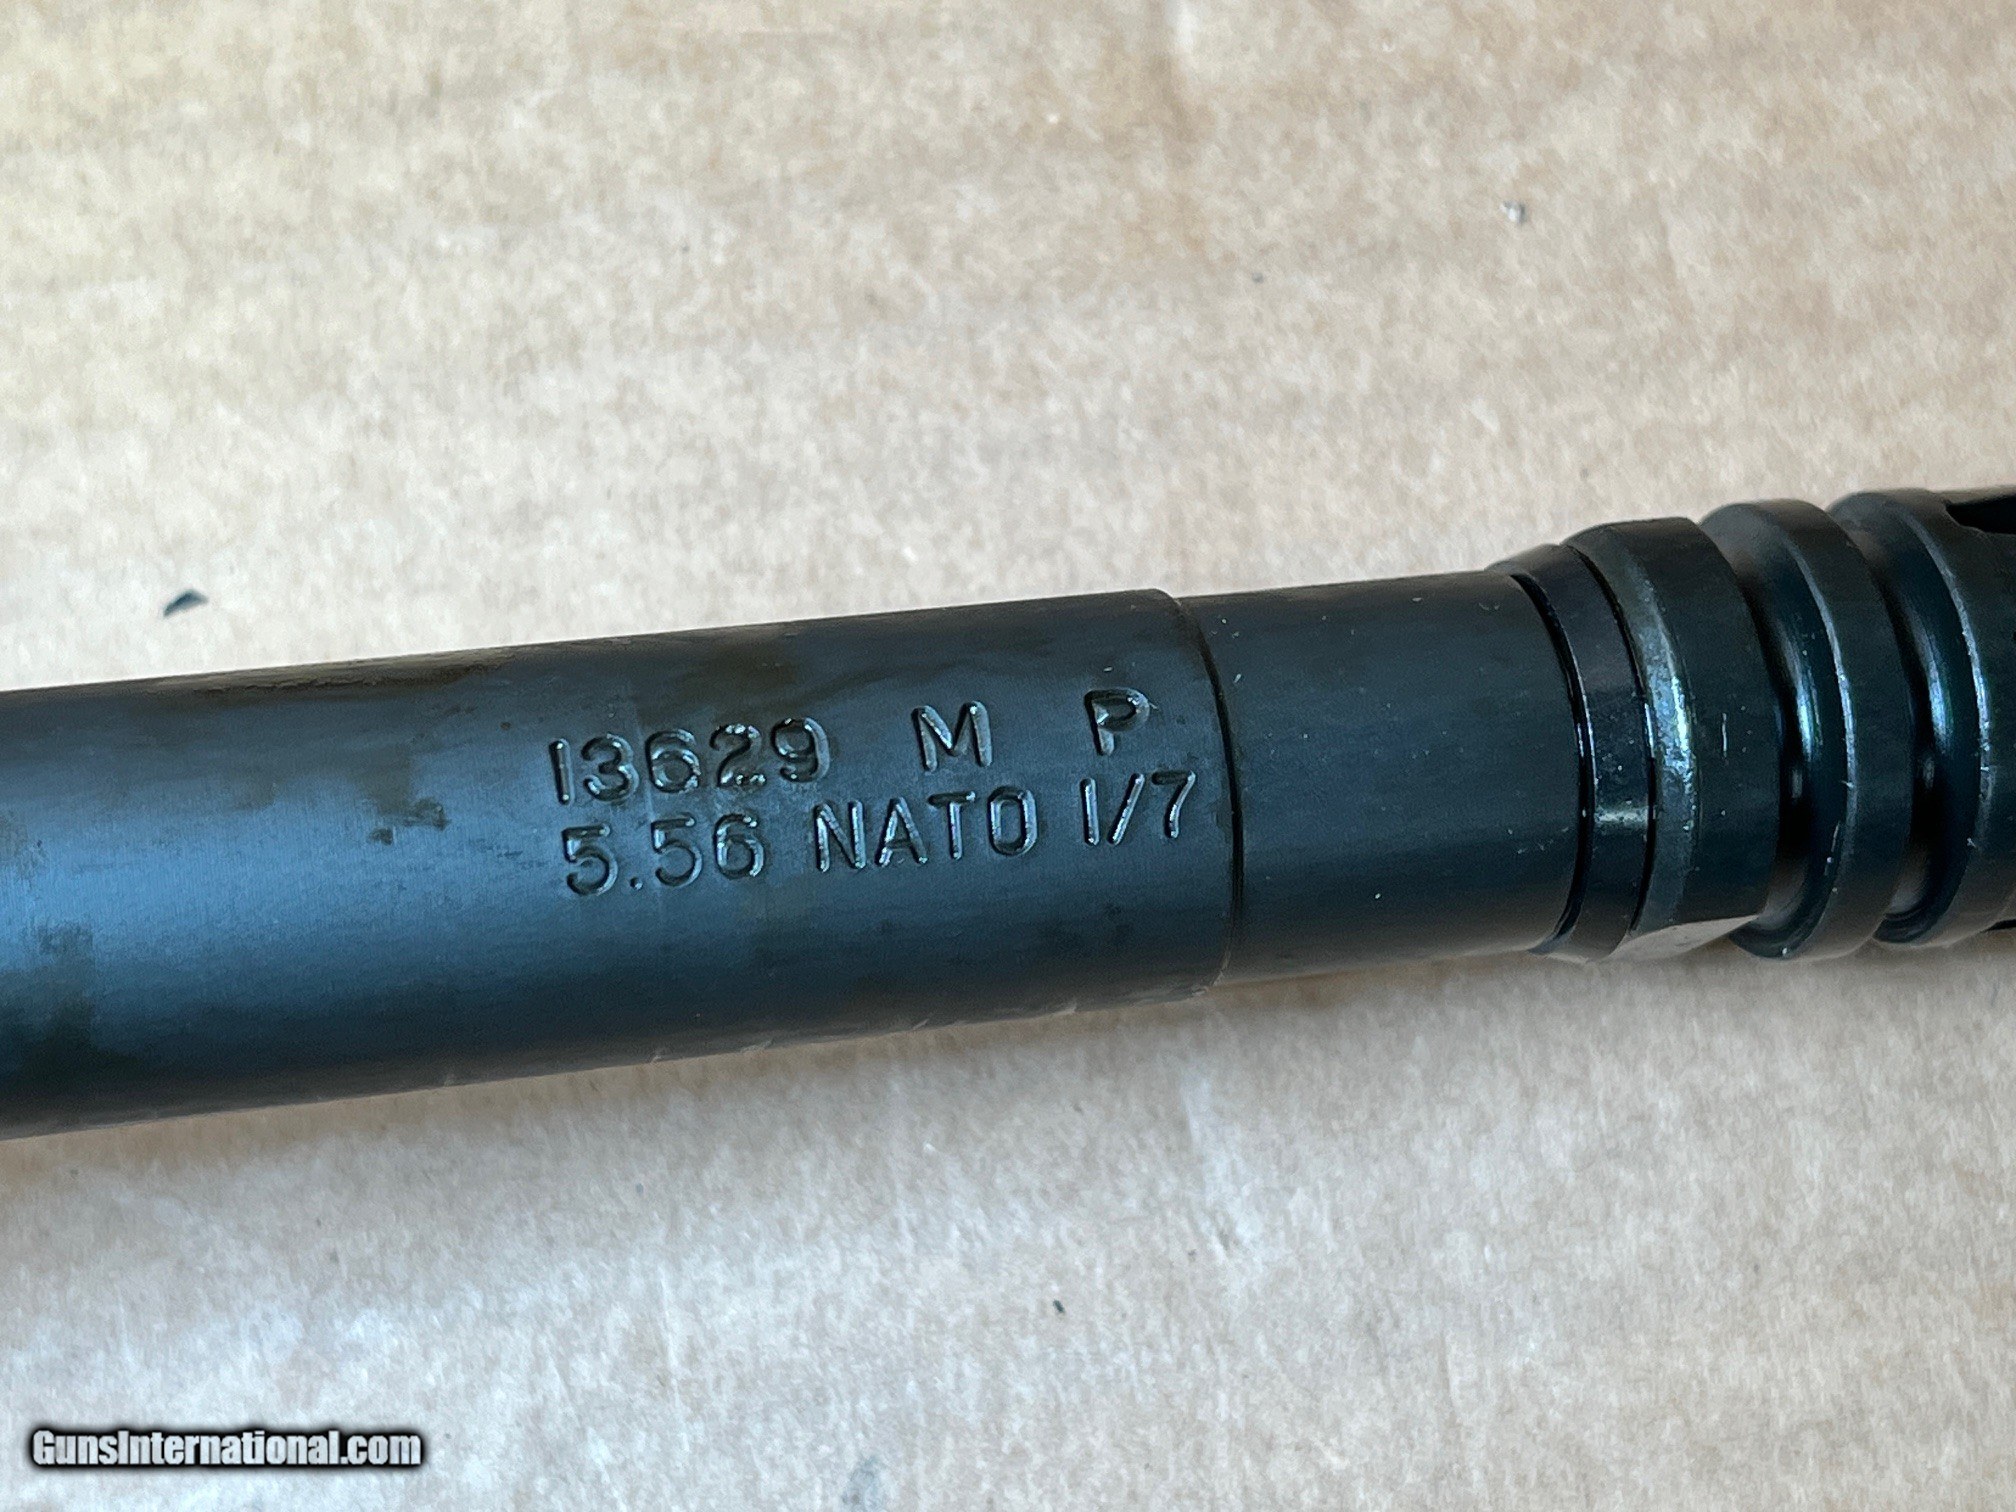 13629 M P
5.56 NATO 1/7
GunsInternational.com